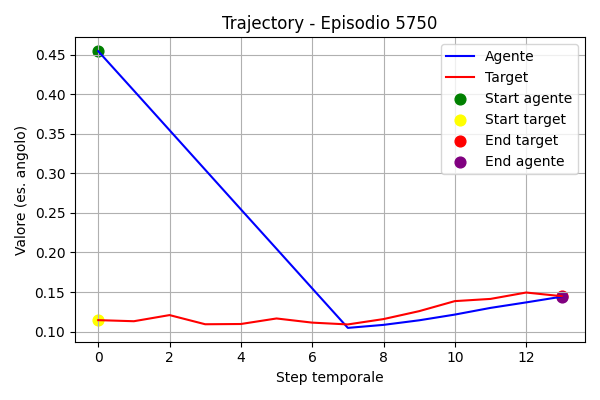 Trajectory - Episodio 5750
Valore (es. angolo)
0.45
0.40
0.35
0.30
0.25
0.20
0.15
0.10
Agente
Target
Start agente
Start target
End target
End agente
0 2 4 6 8 10 12
Step temporale